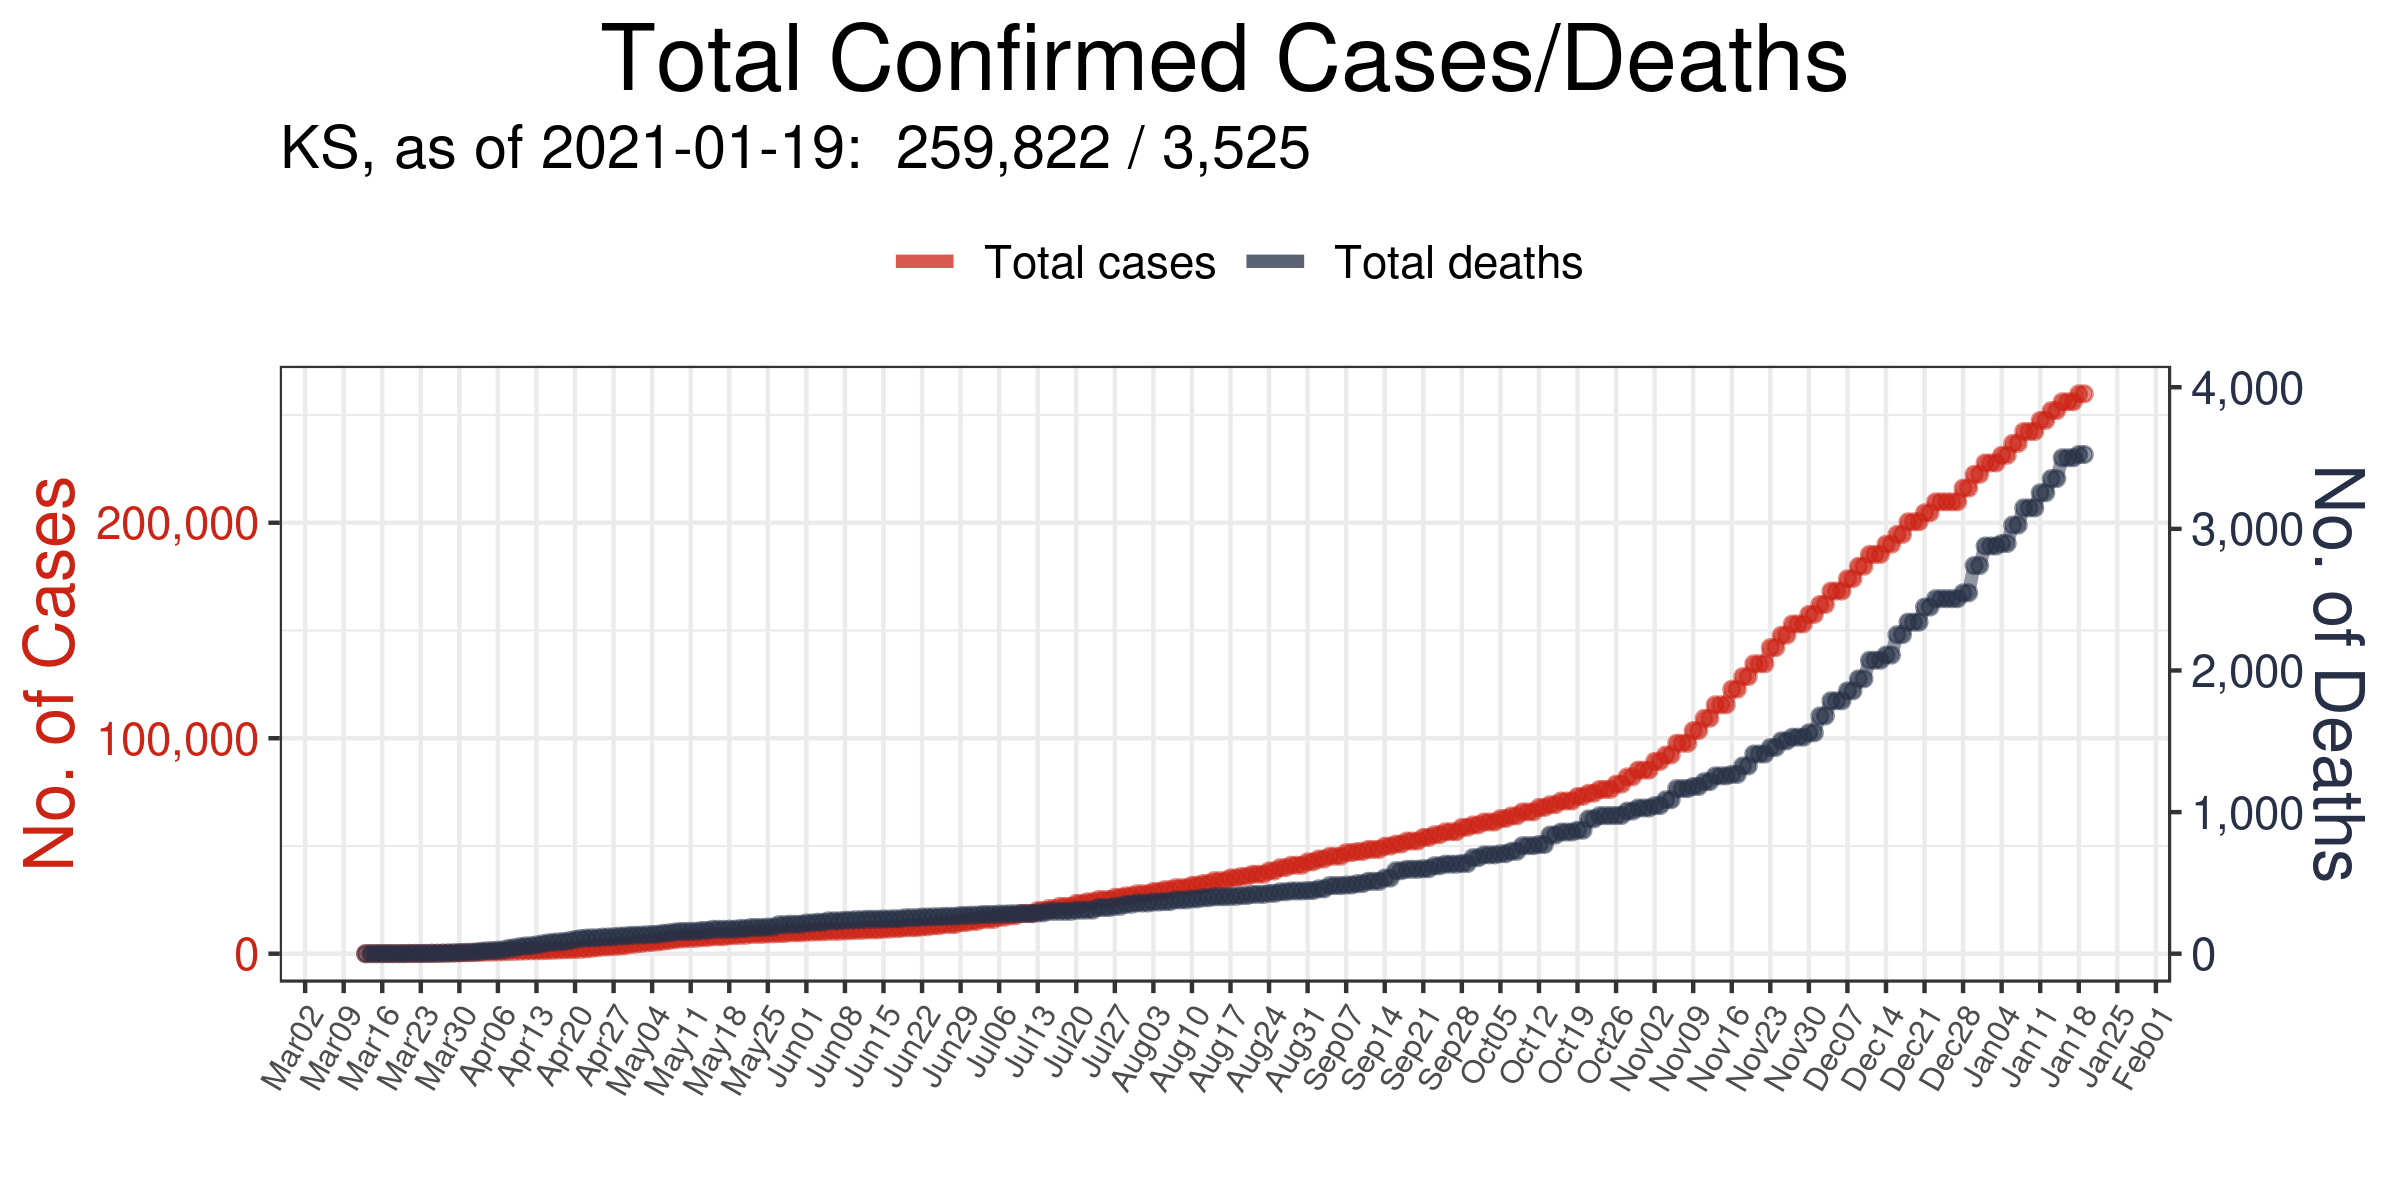 Total Confirmed Cases/Deaths
KS, as of 2021-01-19:  259,822 / 3,525
Total cases
Total deaths
No. of Cases
200,000
100,000
0
4,000
3,000
2,000
1,000
0
No. of Deaths
Mar02
Mar09
Mar16
Mar23
Mar30
Apr06
Apr13
Apr20
Apr27
May04
May11
May18
May25
Jun01
Jun08
Jun15
Jun22
Jun29
Jul06
Jul13
Jul20
Jul27
Aug03
Aug10
Aug17
Aug24
Aug31
Sep07
Sep14
Sep21
Sep28
Oct05
Oct12
Oct19
Oct26
Nov02
Nov09
Nov16
Nov23
Nov30
Dec07
Dec14
Dec21
Dec28
Jan04
Jan11
Jan18
Jan25
Feb01